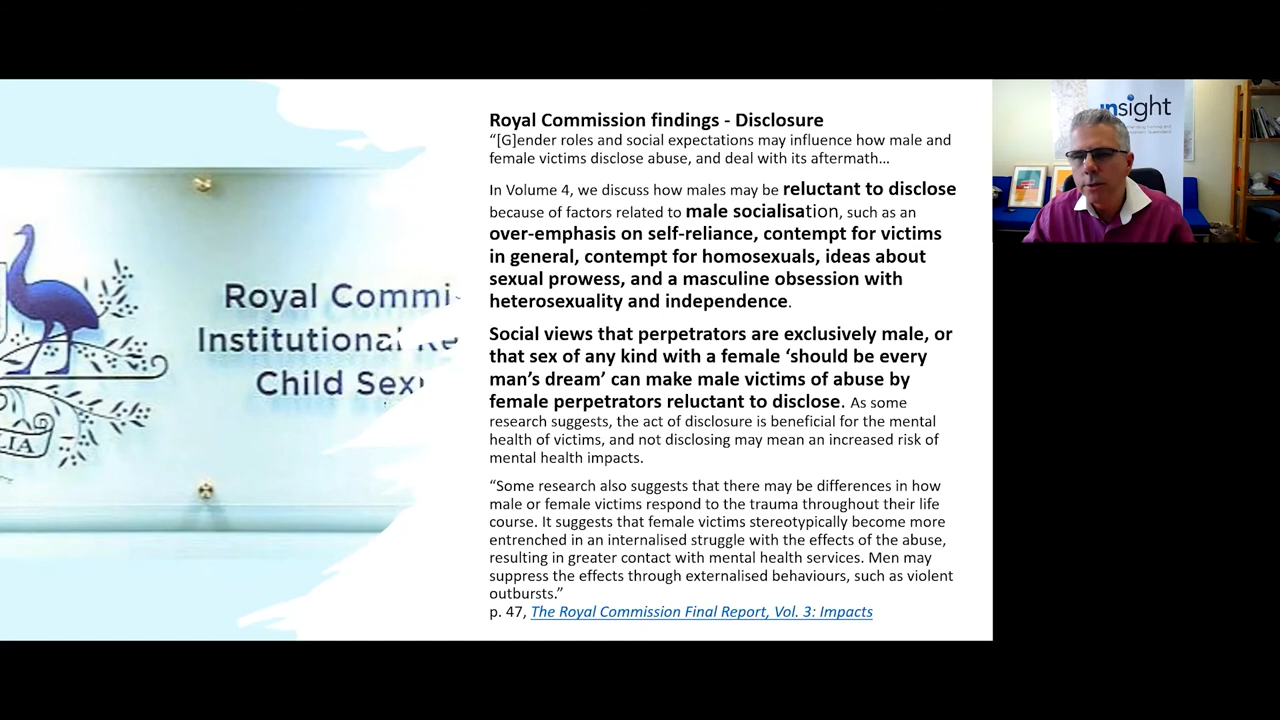 Royal Commission findings - Disclosure
“[G]ender roles and social expectations may influence how male and
female victims disclose abuse, and deal with its aftermath…
In Volume 4, we discuss how males may be reluctant to disclose
because of factors related to male socialisation, such as an
over-emphasis on self-reliance, contempt for victims
in general, contempt for homosexuals, ideas about
sexual prowess, and a masculine obsession with
heterosexuality and independence.
Social views that perpetrators are exclusively male, or
that sex of any kind with a female ‘should be every
man’s dream’ can make male victims of abuse by
female perpetrators reluctant to disclose. As some
research suggests, the act of disclosure is beneficial for the mental
health of victims, and not disclosing may mean an increased risk of
mental health impacts.
“Some research also suggests that there may be differences in how
male or female victims respond to the trauma throughout their life
course. It suggests that female victims stereotypically become more
entrenched in an internalised struggle with the effects of the abuse,
resulting in greater contact with mental health services. Men may
suppress the effects through externalised behaviours, such as violent
outbursts.”
p. 47, The Royal Commission Final Report, Vol. 3: Impacts
Royal Commi
Institutional Re
Child Sex
LIA
insight